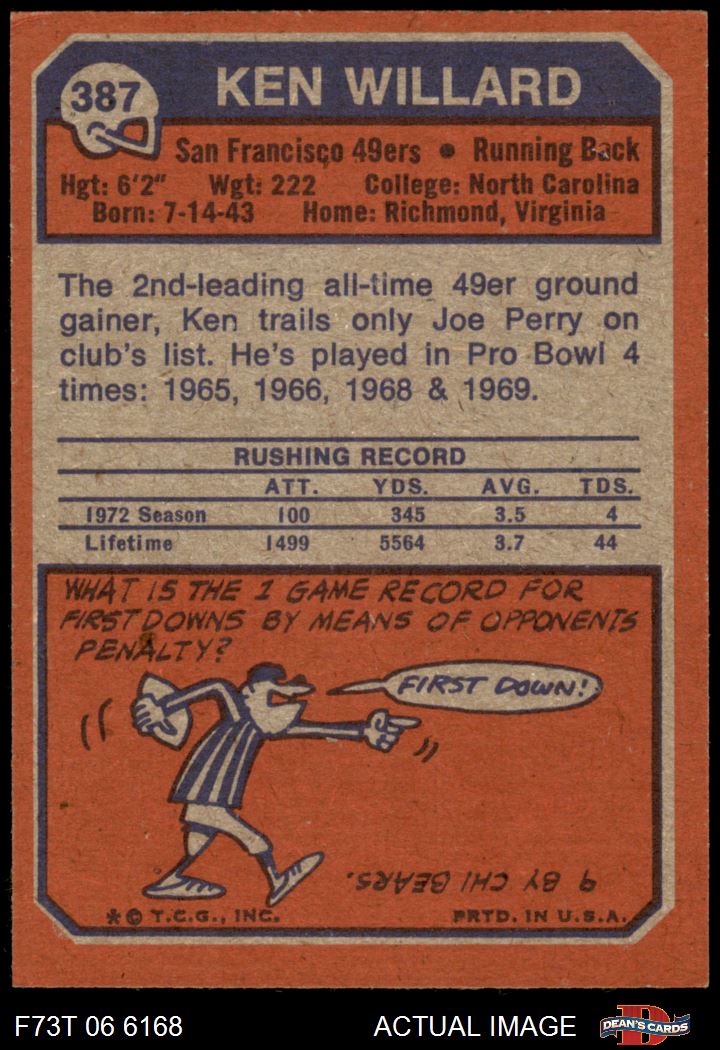 387
KEN WILLARD
San Francisco 49ers • Running Back
Hgt: 6'2" Wgt: 222 College: North Carolina
Born: 7-14-43 Home: Richmond, Virginia
The 2nd-leading all-time 49er ground
gainer, Ken trails only Joe Perry on
club's list. He's played in Pro Bowl 4
times: 1965, 1966, 1968 & 1969.
RUSHING RECORD
ATT. YDS. AVG. TDS.
1972 Season 100 345 3.5 4
Lifetime 1499 5564 3.7 44
WHAT IS THE 1 GAME RECORD FOR
FIRST DOWNS BY MEANS OF OPPONENTS
PENALTY?
FIRST DOWN!
9 BY CHI BEARS.
* © T.C.G., INC. PRTD. IN U.S.A.
F73T 06 6168 ACTUAL IMAGE
D
DEAN'S CARDS